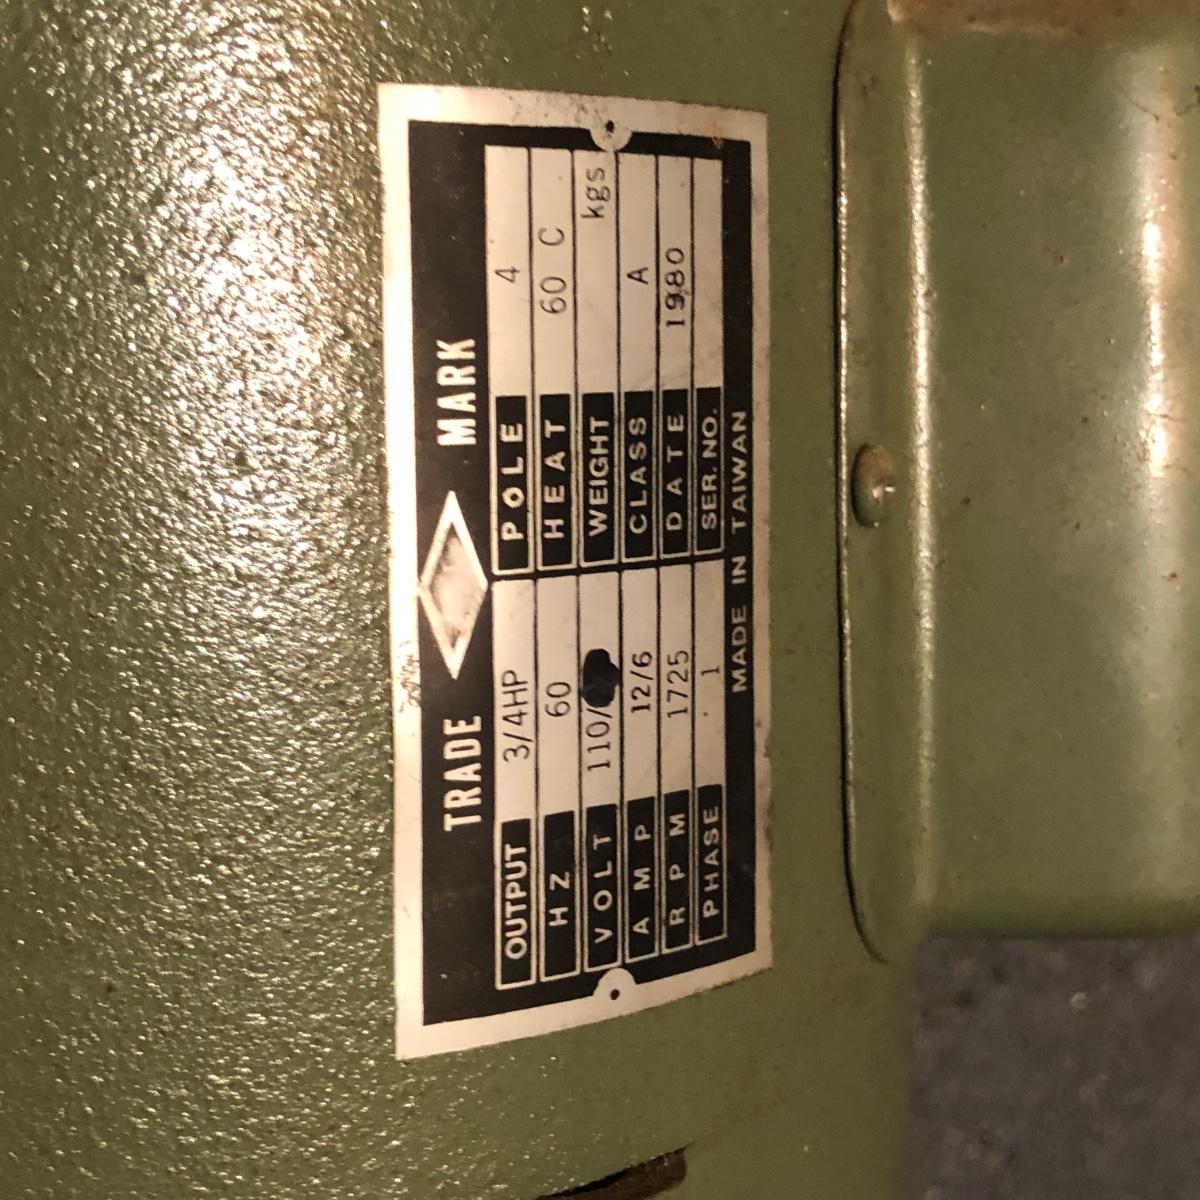 TRADE MARK
OUTPUT 3/4HP POLE 4
HZ 60 HEAT 60 C
VOLT 110/ WEIGHT kgs
AMP 12/6 CLASS A
RPM 1725 DATE 1980
PHASE 1 SER.NO.
MADE IN TAIWAN